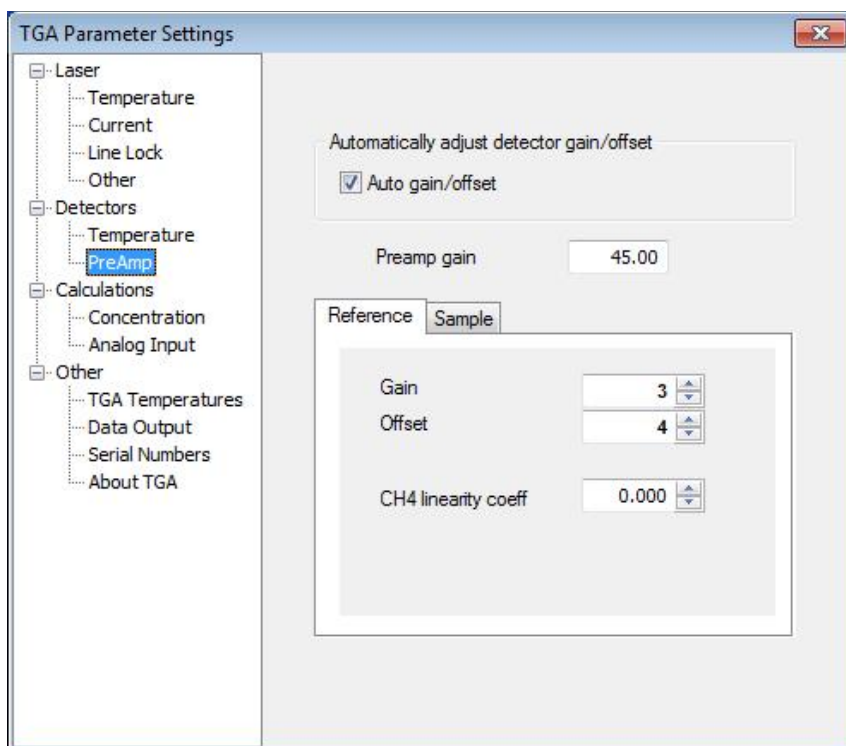 TGA Parameter Settings
Laser
Temperature
Current
Line Lock
Other
Detectors
Temperature
PreAmp
Calculations
Concentration
Analog Input
Other
TGA Temperatures
Data Output
Serial Numbers
About TGA
Automatically adjust detector gain/offset
Auto gain/offset
Preamp gain 45.00
Reference Sample
Gain 3
Offset 4
CH4 linearity coeff 0.000